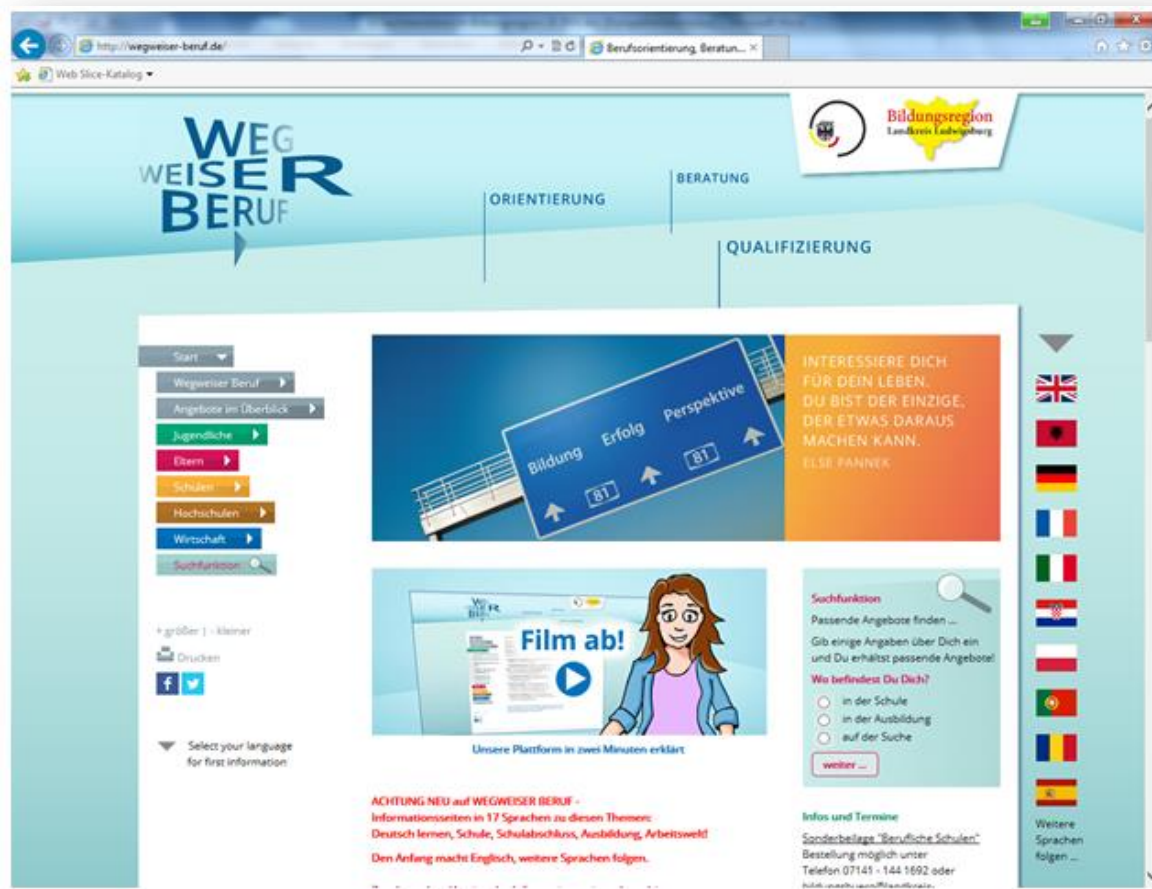 http://wegweiser-beruf.de/
Berufsorientierung, Beratun...
Web Slice-Katalog
WEG
WEISER
BERUF
ORIENTIERUNG
BERATUNG
QUALIFIZIERUNG
Bildungsregion
Landkreis Ludwigsburg
Start
Wegweiser Beruf
Angebote im Überblick
Jugendliche
Eltern
Schulen
Hochschulen
Wirtschaft
Suchfunktion
+ größer | - kleiner
Drucken
Select your language
for first information
Bildung Erfolg Perspektive
81 81
INTERESSIERE DICH
FÜR DEIN LEBEN.
DU BIST DER EINZIGE,
DER ETWAS DARAUS
MACHEN KANN.
ELSE PANNEK
Film ab!
Unsere Plattform in zwei Minuten erklärt
ACHTUNG NEU auf WEGWEISER BERUF -
Informationsseiten in 17 Sprachen zu diesen Themen:
Deutsch lernen, Schule, Schulabschluss, Ausbildung, Arbeitswelt!
Den Anfang macht Englisch, weitere Sprachen folgen.
Suchfunktion
Passende Angebote finden ...
Gib einige Angaben über Dich ein
und Du erhältst passende Angebote!
Wo befindest Du Dich?
in der Schule
in der Ausbildung
auf der Suche
weiter ...
Infos und Termine
Sonderbeilage "Berufliche Schulen"
Bestellung möglich unter
Telefon 07141 - 144 1692 oder
Weitere
Sprachen
folgen ...